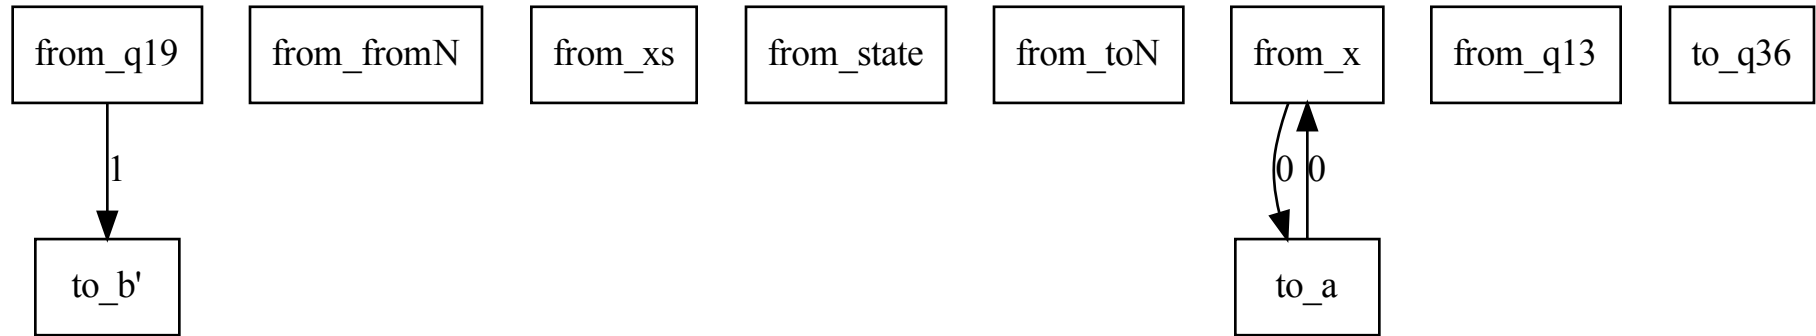 from_q19 from_fromN from_xs from_state from_toN from_x from_q13 to_q36
1 0 0
to_b' to_a